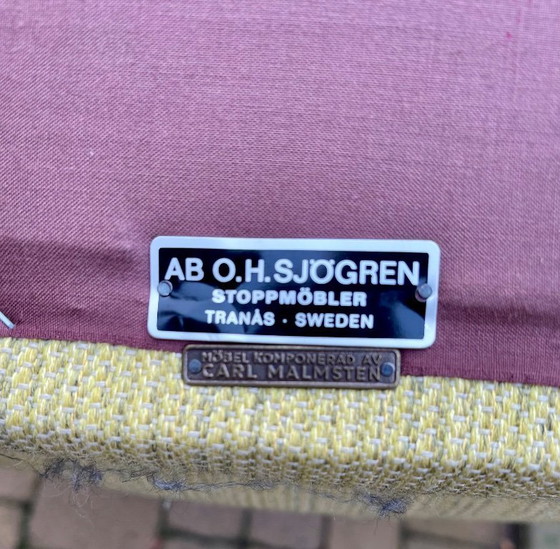 AB O.H.SJÖGREN
STOPPMÖBLER
TRANÅS · SWEDEN
MÖBEL KOMPONERAD AV
CARL MALMSTEN